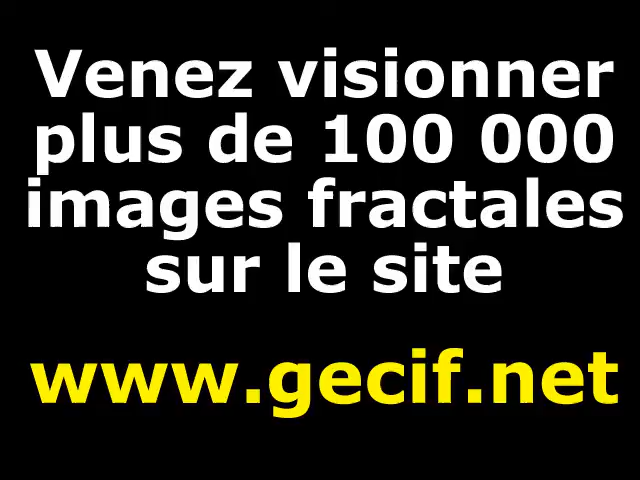 Venez visionner
plus de 100 000
images fractales
sur le site
www.gecif.net